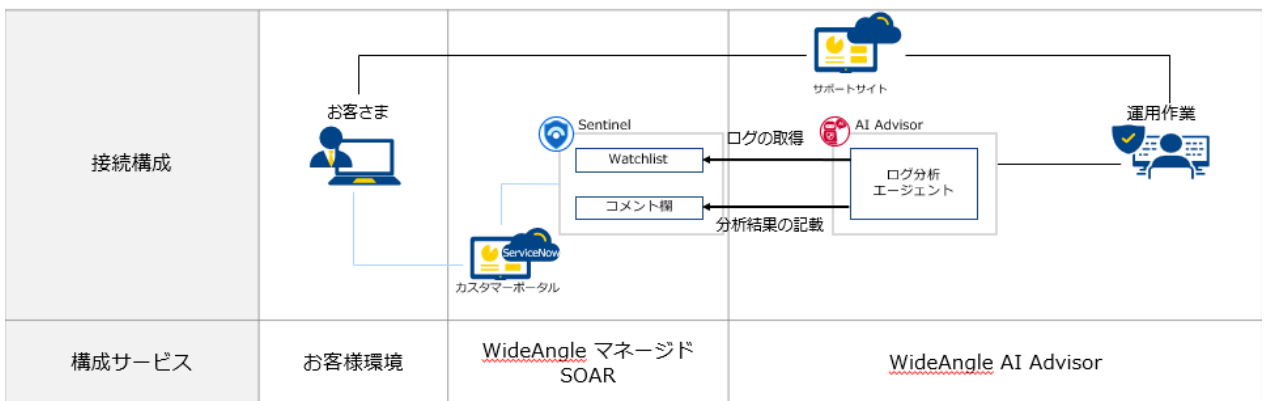 サポートサイト
お客さま
運用作業
Sentinel
AI Advisor
ログの取得
接続構成
Watchlist
ログ分析
エージェント
コメント欄
分析結果の記載
ServiceNow
カスタマーポータル
構成サービス
お客様環境
WideAngle マネージド
SOAR
WideAngle AI Advisor